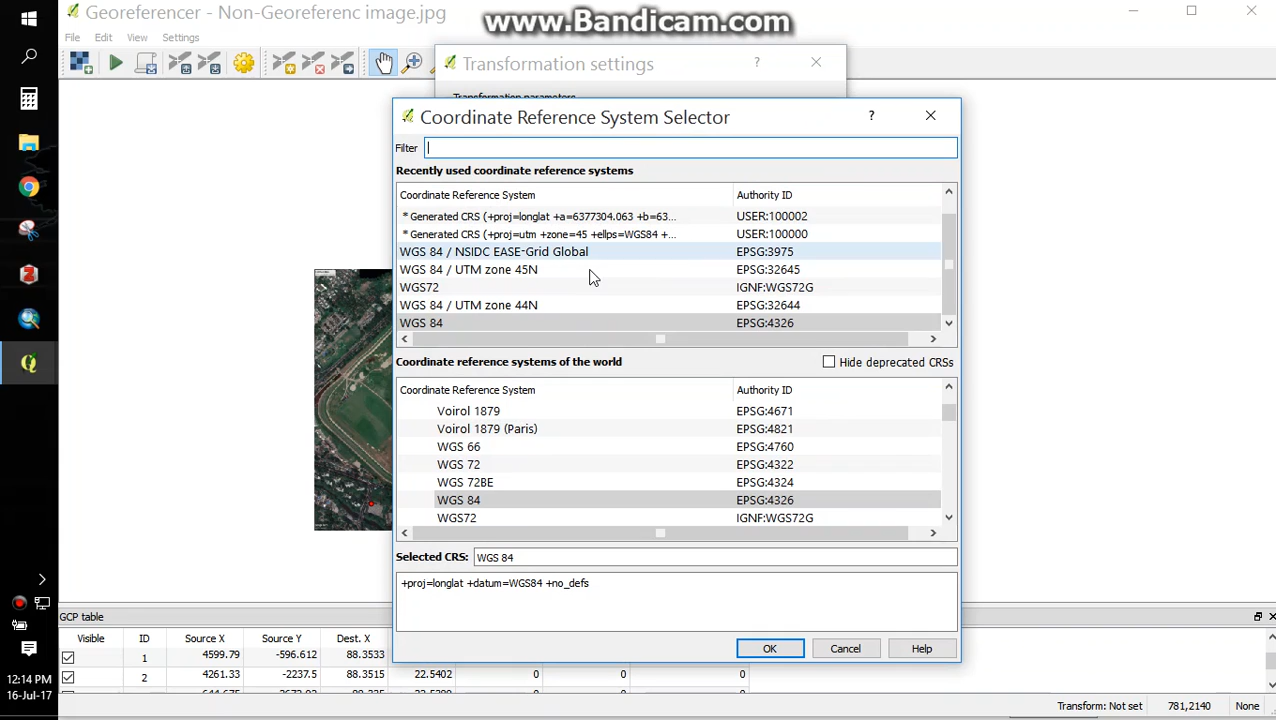 Georeferencer - Non-Georeferenc image.jpg
www.Bandicam.com
File Edit View Settings
Transformation settings
?
Transformation parameters
Coordinate Reference System Selector
?
Filter
Recently used coordinate reference systems
Coordinate Reference System Authority ID
* Generated CRS (+proj=longlat +a=6377304.063 +b=63... USER:100002
* Generated CRS (+proj=utm +zone=45 +ellps=WGS84 +... USER:100000
WGS 84 / NSIDC EASE-Grid Global EPSG:3975
WGS 84 / UTM zone 45N EPSG:32645
WGS72 IGNF:WGS72G
WGS 84 / UTM zone 44N EPSG:32644
WGS 84 EPSG:4326
Coordinate reference systems of the world Hide deprecated CRSs
Coordinate Reference System Authority ID
Voirol 1879 EPSG:4671
Voirol 1879 (Paris) EPSG:4821
WGS 66 EPSG:4760
WGS 72 EPSG:4322
WGS 72BE EPSG:4324
WGS 84 EPSG:4326
WGS72 IGNF:WGS72G
Selected CRS: WGS 84
+proj=longlat +datum=WGS84 +no_defs
OK Cancel Help
GCP table
Visible ID Source X Source Y Dest. X
1 4599.79 -596.612 88.3533
2 4261.33 -2237.5 88.3515 22.5402 0 0 0
12:14 PM
16-Jul-17
Transform: Not set 781,2140 None